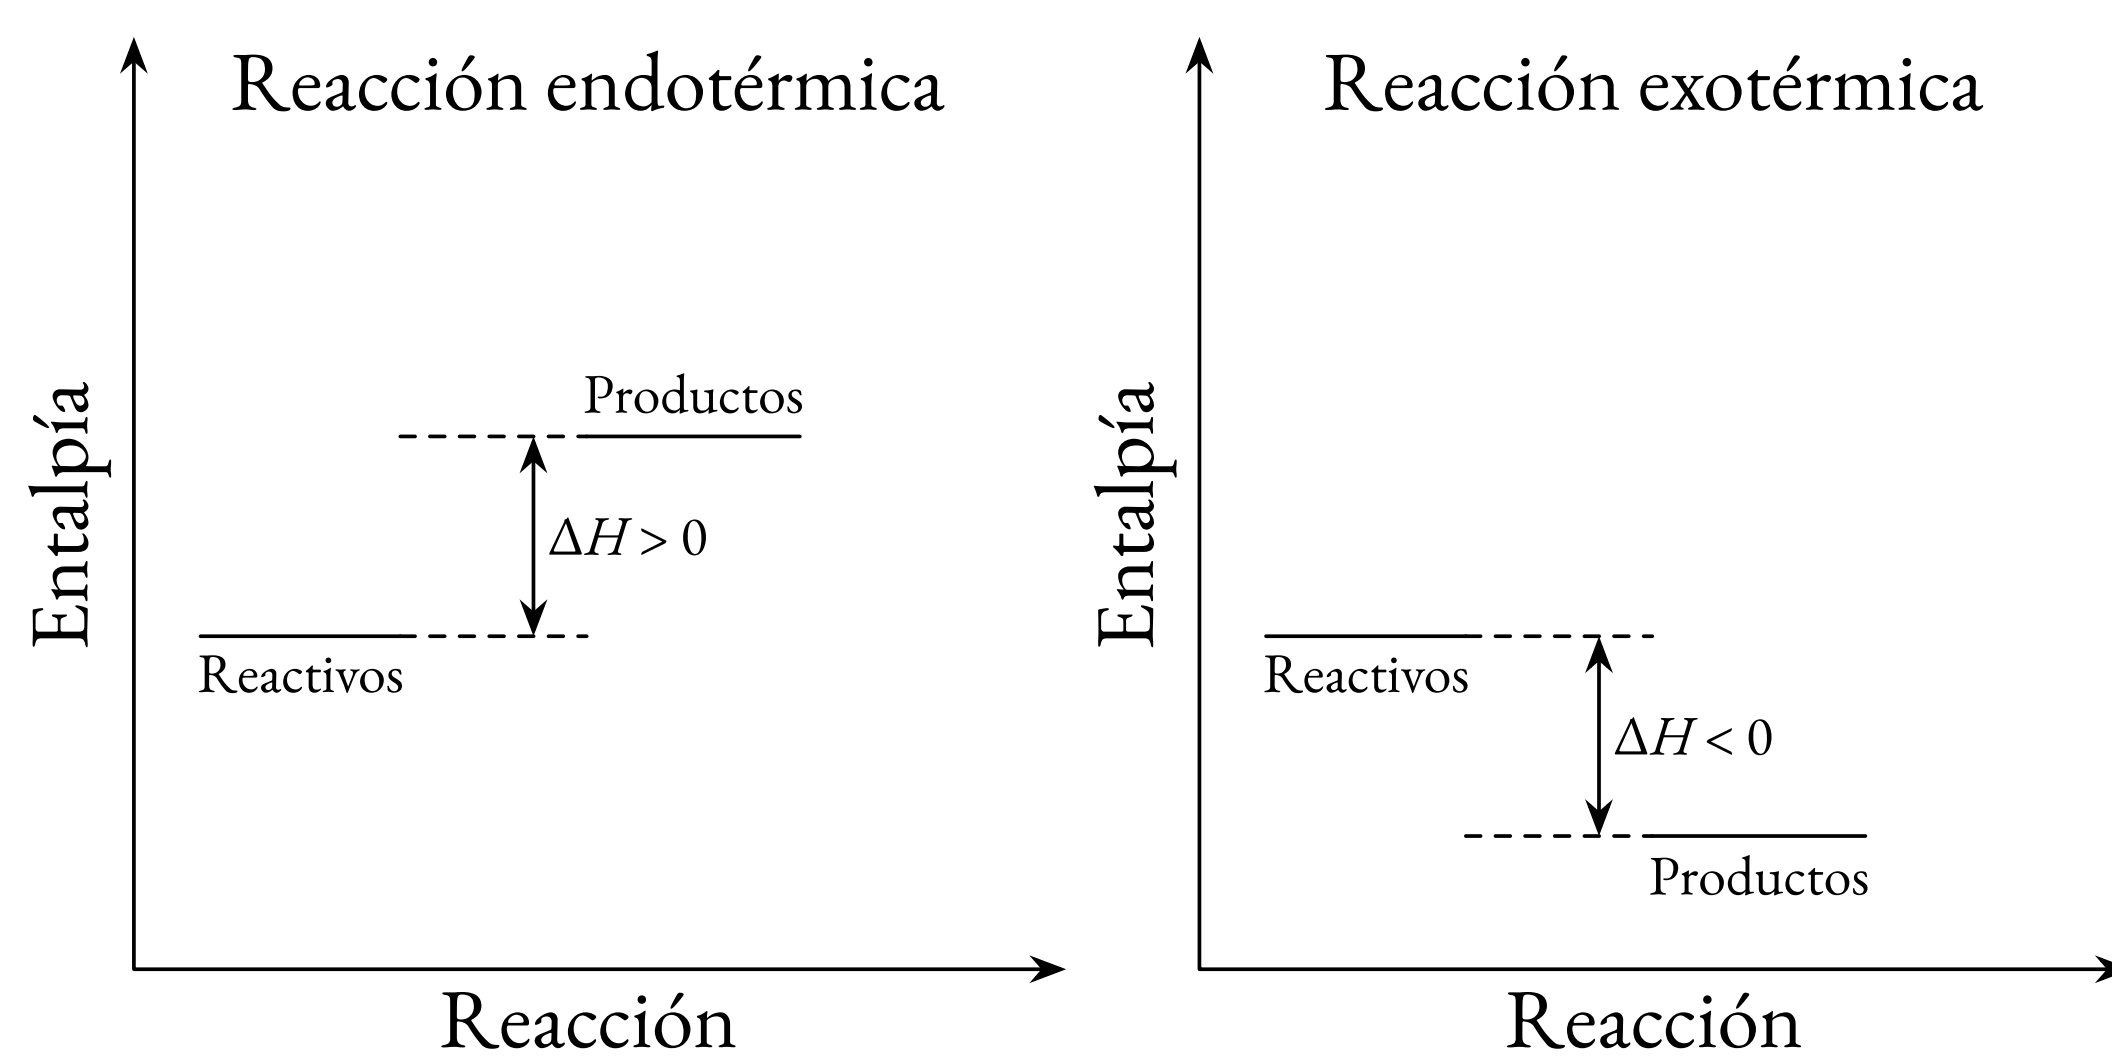 Reacción endotérmica
Entalpía
Productos
ΔH > 0
Reactivos
Reacción
Reacción exotérmica
Entalpía
Reactivos
ΔH < 0
Productos
Reacción